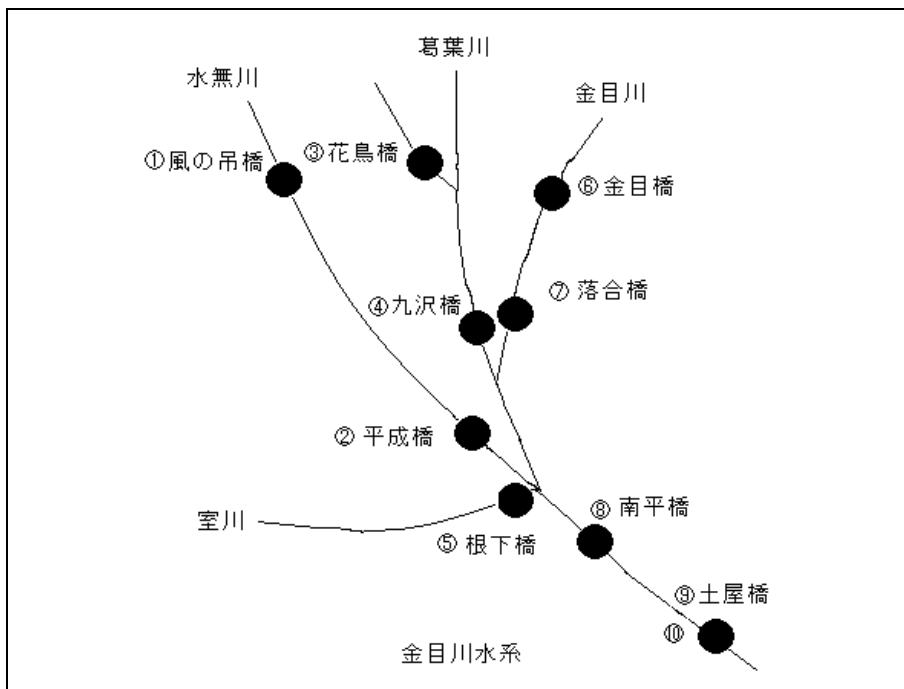 葛葉川
水無川
金目川
①風の吊橋
③花鳥橋
⑥金目橋
④九沢橋
⑦落合橋
②平成橋
室川
⑤根下橋
⑧南平橋
⑨土屋橋
⑩
金目川水系